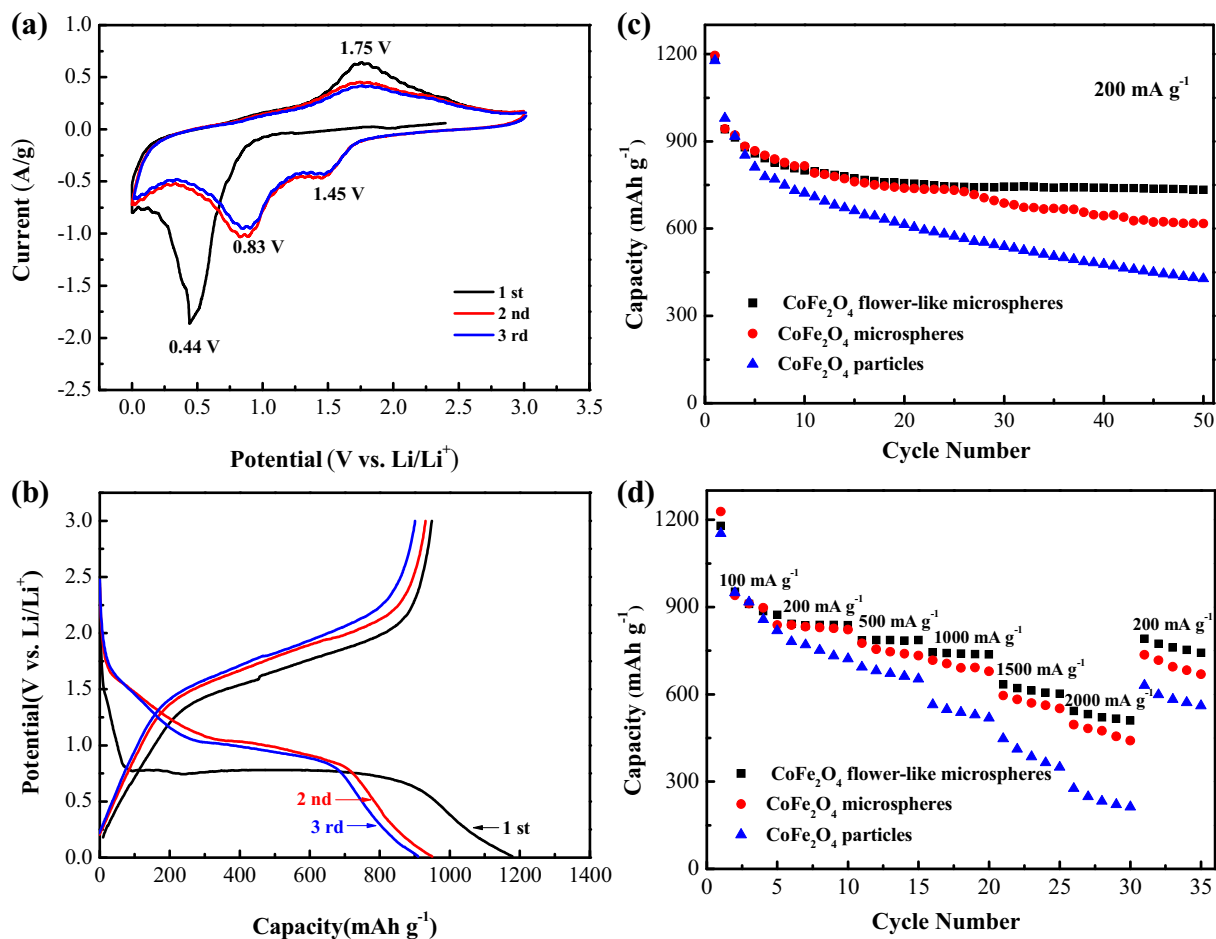 (a)
1.0
0.5
0.0
-0.5
-1.0
-1.5
-2.0
-2.5
Current (A/g)
1.75 V
1.45 V
0.83 V
0.44 V
1 st
2 nd
3 rd
0.0 0.5 1.0 1.5 2.0 2.5 3.0 3.5
Potential (V vs. Li/Li⁺)
(c)
1200
900
600
300
0
Capacity (mAh g⁻¹)
200 mA g⁻¹
CoFe₂O₄ flower-like microspheres
CoFe₂O₄ microspheres
CoFe₂O₄ particles
0 10 20 30 40 50
Cycle Number
(b)
3.0
2.5
2.0
1.5
1.0
0.5
0.0
Potential(V vs. Li/Li⁺)
2 nd
3 rd
1 st
0 200 400 600 800 1000 1200 1400
Capacity(mAh g⁻¹)
(d)
1200
900
600
300
0
Capacity (mAh g⁻¹)
100 mA g⁻¹
200 mA g⁻¹
500 mA g⁻¹
1000 mA g⁻¹
1500 mA g⁻¹
2000 mA g⁻¹
200 mA g⁻¹
CoFe₂O₄ flower-like microspheres
CoFe₂O₄ microspheres
CoFe₂O₄ particles
0 5 10 15 20 25 30 35
Cycle Number